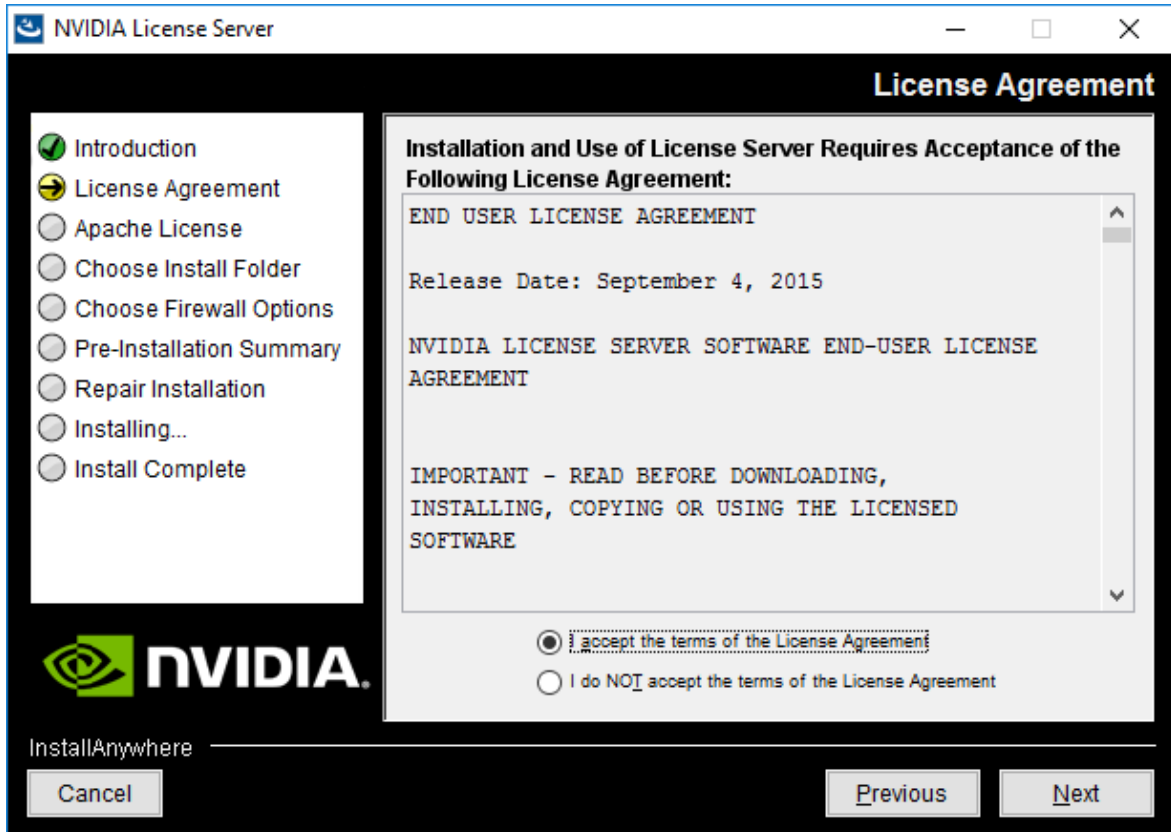 NVIDIA License Server
License Agreement
Introduction
License Agreement
Apache License
Choose Install Folder
Choose Firewall Options
Pre-Installation Summary
Repair Installation
Installing...
Install Complete
Installation and Use of License Server Requires Acceptance of the
Following License Agreement:
END USER LICENSE AGREEMENT
Release Date: September 4, 2015
NVIDIA LICENSE SERVER SOFTWARE END-USER LICENSE
AGREEMENT
IMPORTANT - READ BEFORE DOWNLOADING,
INSTALLING, COPYING OR USING THE LICENSED
SOFTWARE
I accept the terms of the License Agreement
I do NOT accept the terms of the License Agreement
NVIDIA.
InstallAnywhere
Cancel
Previous
Next